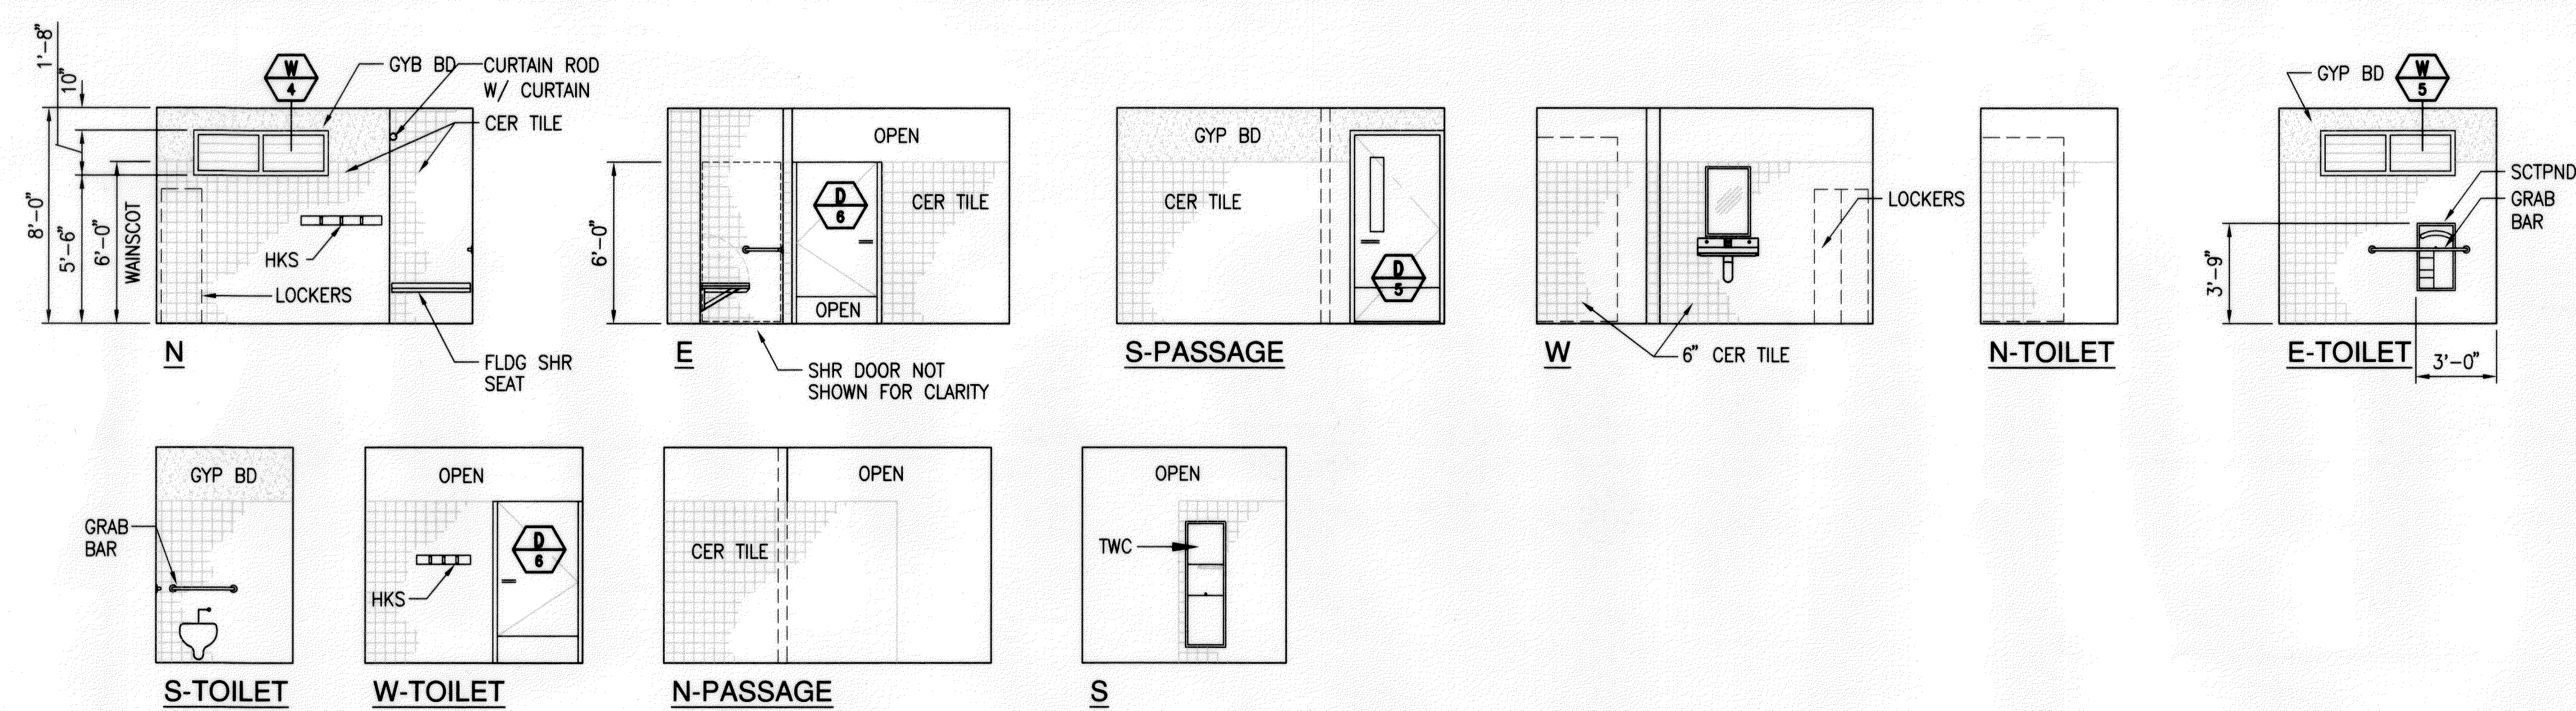 1'-8"
10"
8'-0"
5'-6"
6'-0"
WAINSCOT
W
4
GYB BD
CURTAIN ROD
W/ CURTAIN
CER TILE
HKS
LOCKERS
FLDG SHR
SEAT
N
6'-0"
OPEN
D
6
CER TILE
OPEN
SHR DOOR NOT
SHOWN FOR CLARITY
E
GYP BD
CER TILE
D
5
S-PASSAGE
LOCKERS
6" CER TILE
W
N-TOILET
GYP BD
W
5
SCTPND
GRAB
BAR
3'-9"
3'-0"
E-TOILET
GYP BD
GRAB
BAR
S-TOILET
OPEN
D
6
HKS
W-TOILET
OPEN
CER TILE
N-PASSAGE
OPEN
TWC
S